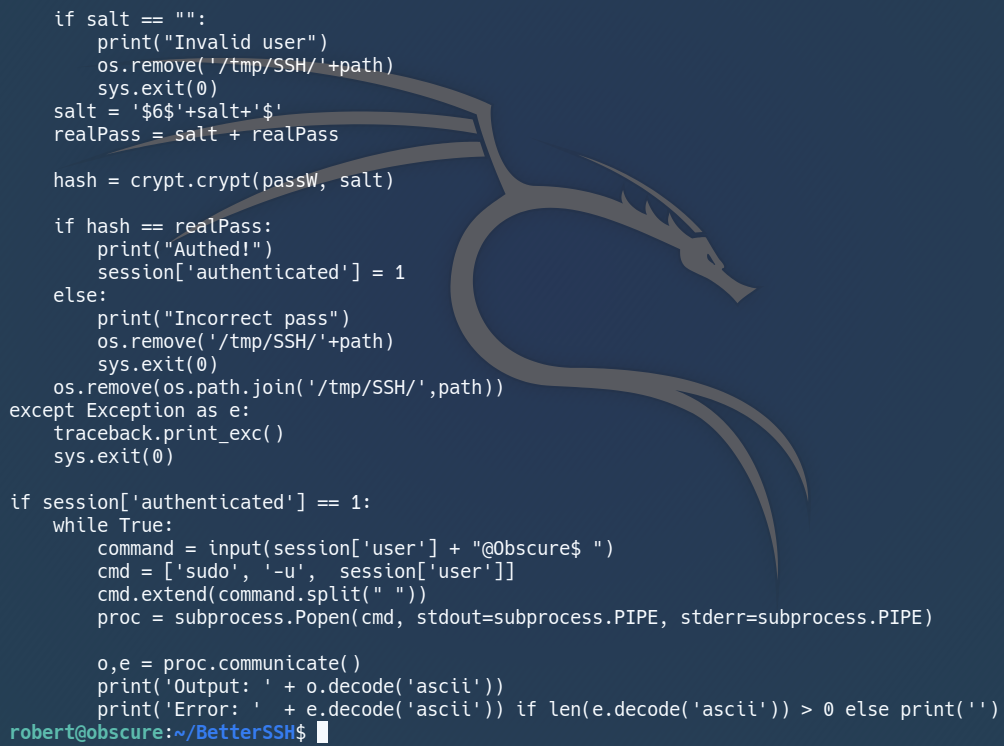 if salt == "":
        print("Invalid user")
        os.remove('/tmp/SSH/'+path)
        sys.exit(0)
    salt = '$6$'+salt+'$'
    realPass = salt + realPass

    hash = crypt.crypt(passW, salt)

    if hash == realPass:
        print("Authed!")
        session['authenticated'] = 1
    else:
        print("Incorrect pass")
        os.remove('/tmp/SSH/'+path)
        sys.exit(0)
    os.remove(os.path.join('/tmp/SSH/',path))
except Exception as e:
    traceback.print_exc()
    sys.exit(0)

if session['authenticated'] == 1:
    while True:
        command = input(session['user'] + "@Obscure$ ")
        cmd = ['sudo', '-u',  session['user']]
        cmd.extend(command.split(" "))
        proc = subprocess.Popen(cmd, stdout=subprocess.PIPE, stderr=subprocess.PIPE)

        o,e = proc.communicate()
        print('Output: ' + o.decode('ascii'))
        print('Error: '  + e.decode('ascii')) if len(e.decode('ascii')) > 0 else print('')
robert@obscure:~/BetterSSH$